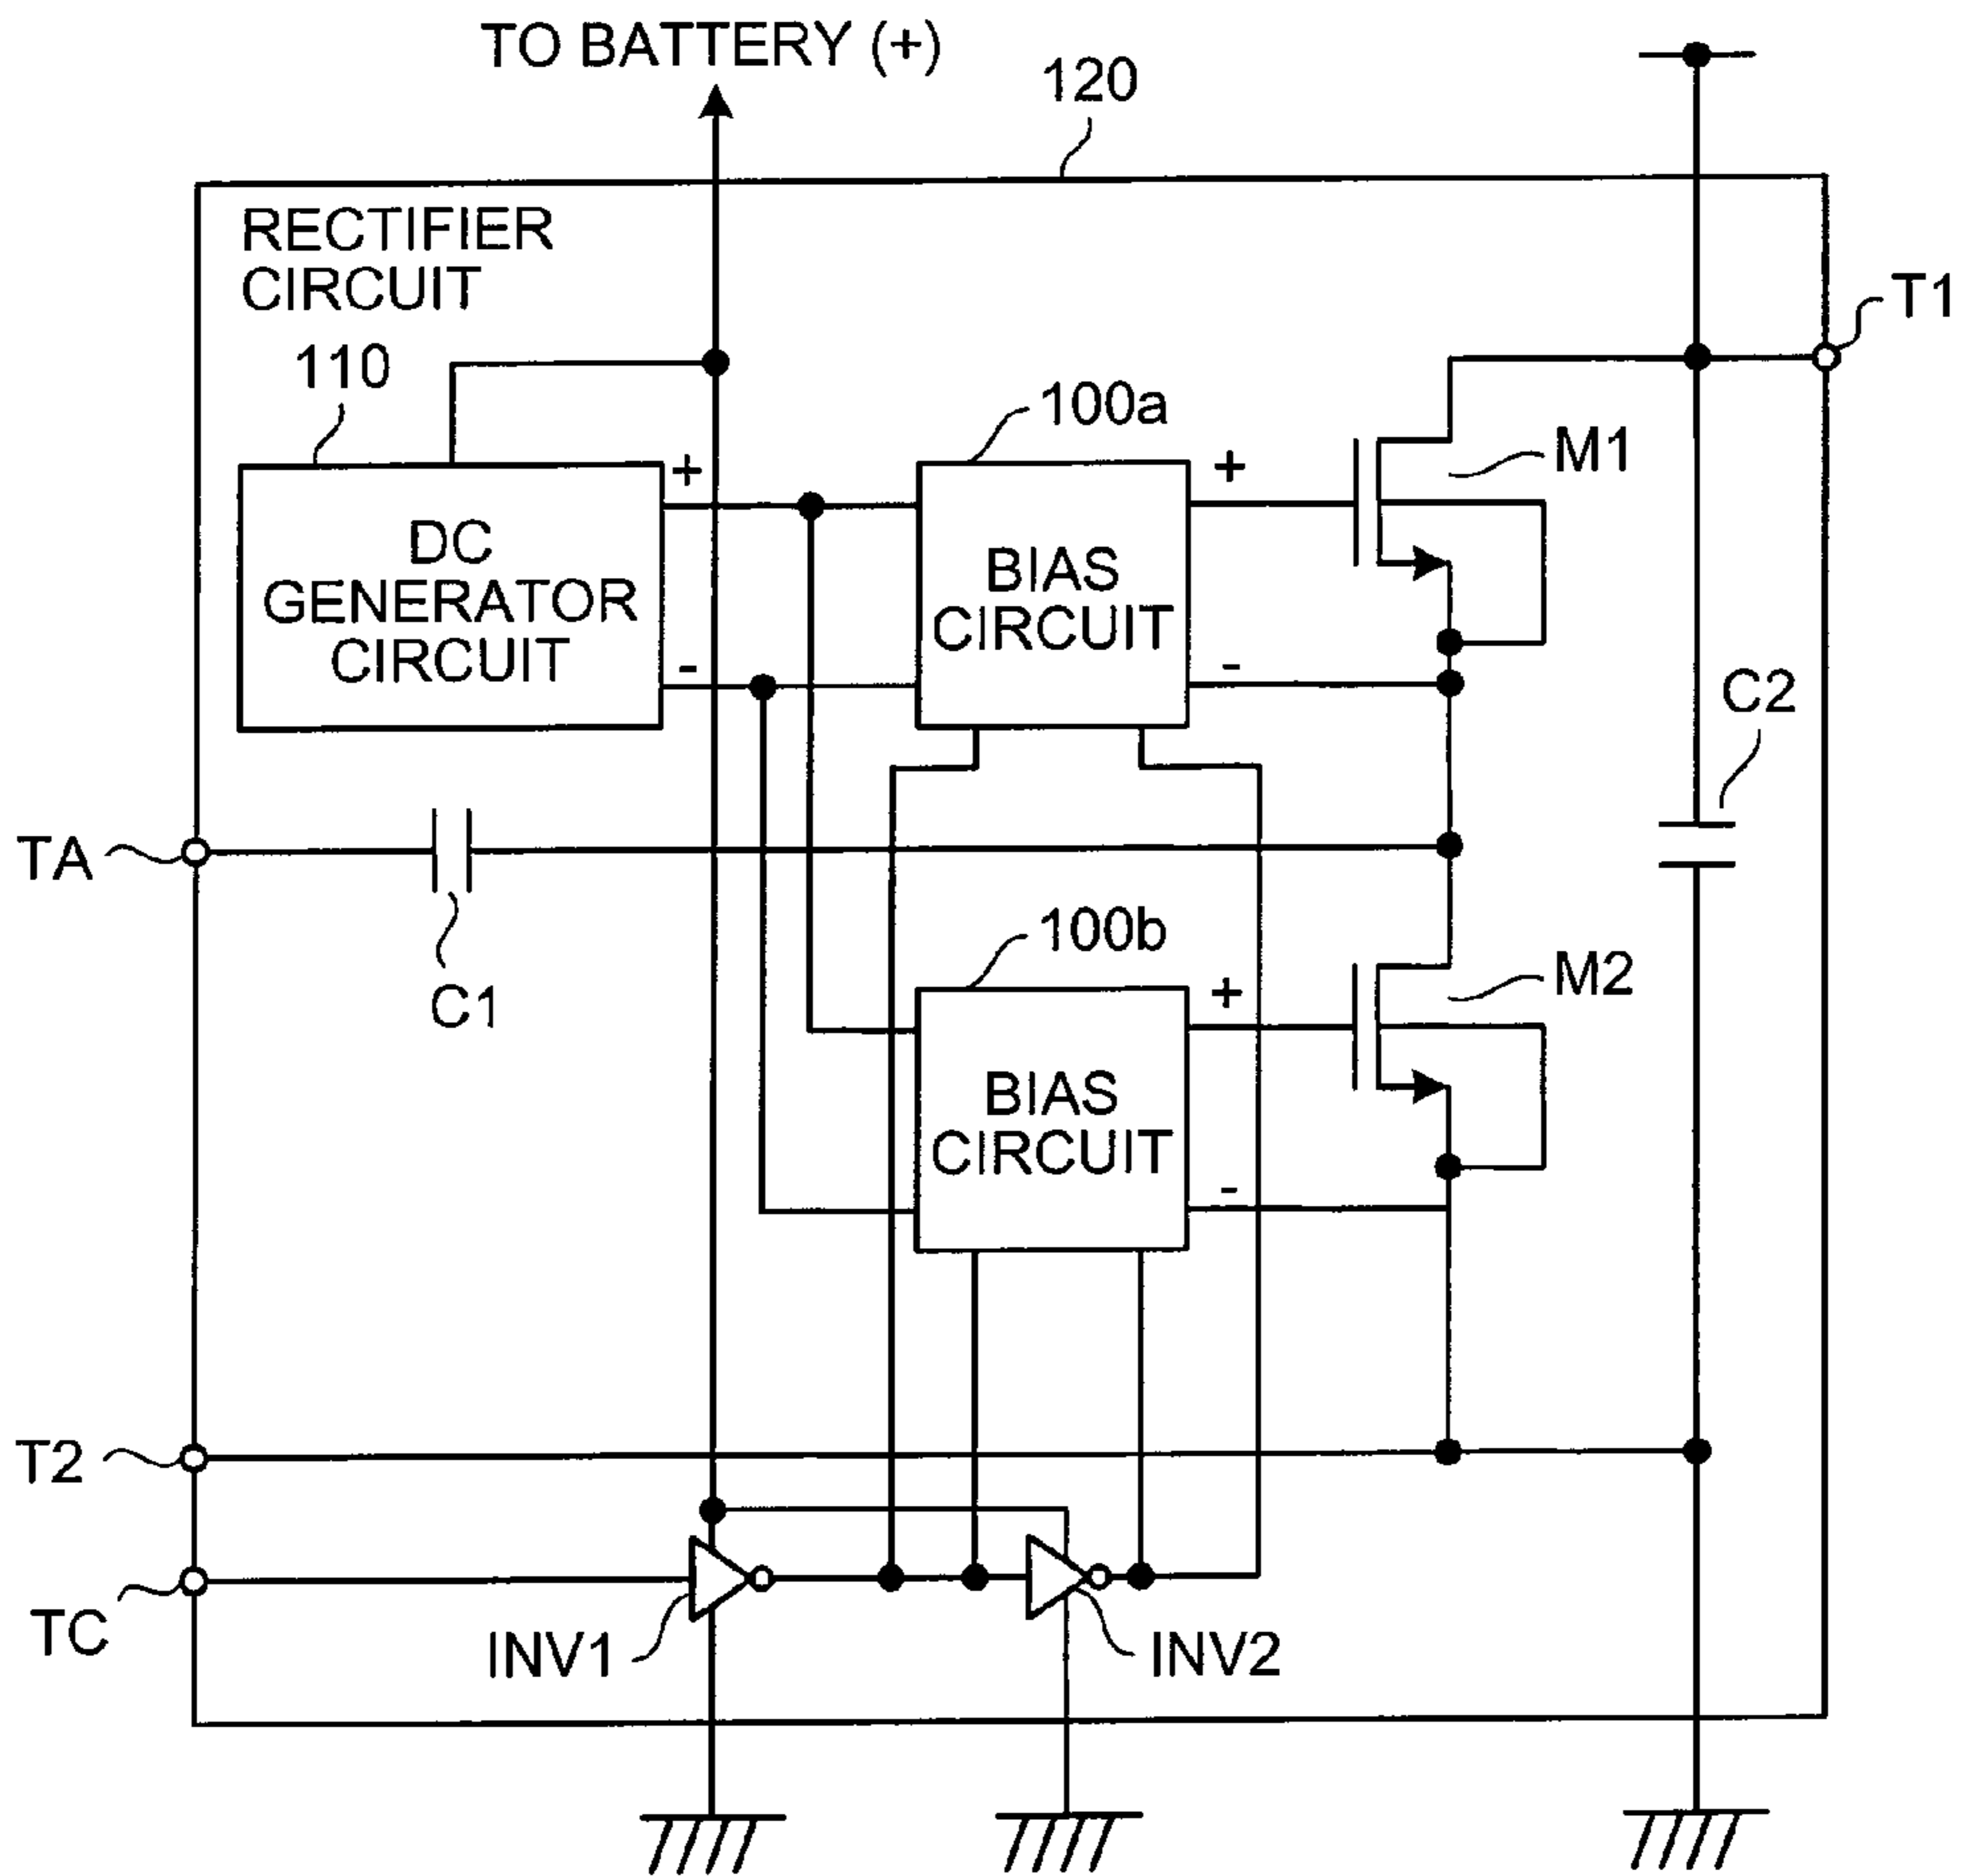 TO BATTERY (+)
120
RECTIFIER
CIRCUIT
T1
110
100a
M1
+
+
DC
GENERATOR
CIRCUIT
BIAS
CIRCUIT
-
-
C2
TA
C1
100b
M2
+
BIAS
CIRCUIT
-
T2
TC
INV1
INV2